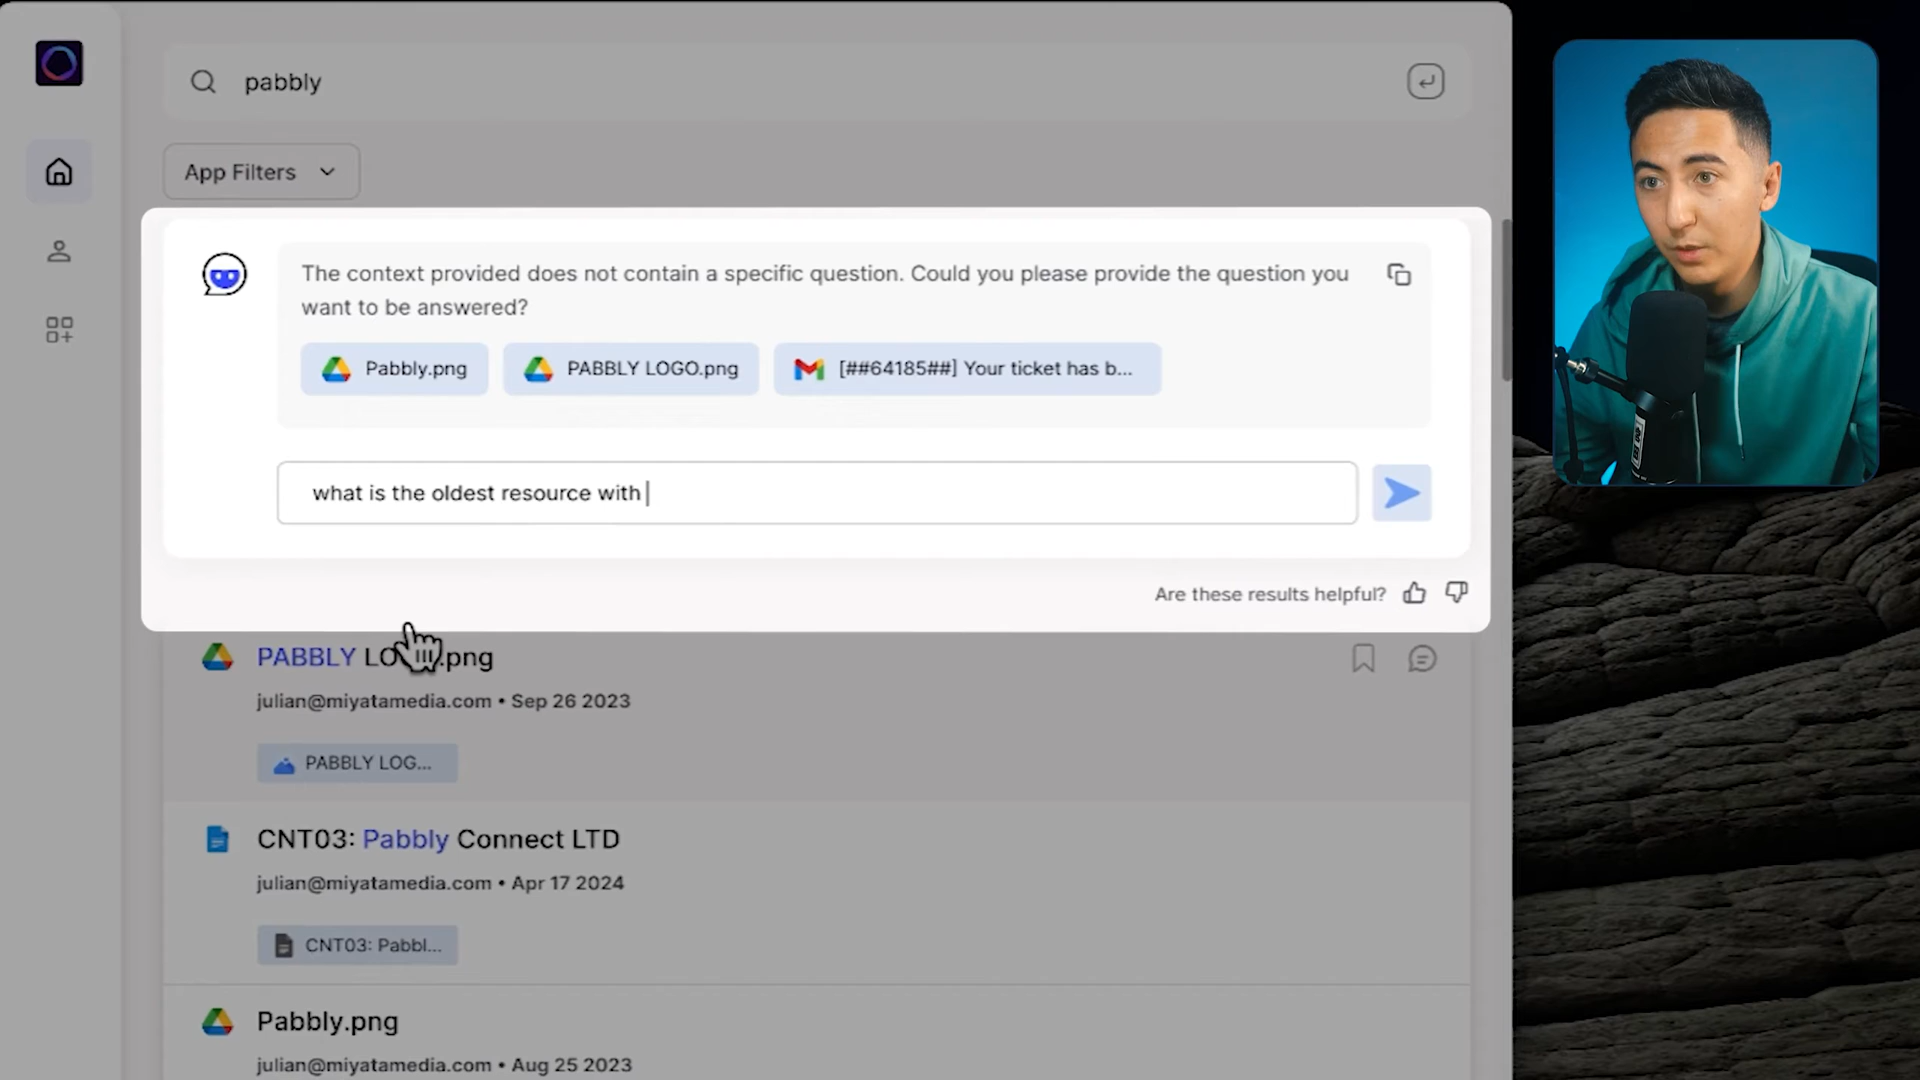 pabbly
App Filters
The context provided does not contain a specific question. Could you please provide the question you
want to be answered?
Pabbly.png
PABBLY LOGO.png
[##64185##] Your ticket has b...
what is the oldest resource with
Are these results helpful?
PABBLY LO .png
julian@miyatamedia.com • Sep 26 2023
PABBLY LOG...
CNT03: Pabbly Connect LTD
julian@miyatamedia.com • Apr 17 2024
CNT03: Pabbl...
Pabbly.png
julian@miyatamedia.com • Aug 25 2023